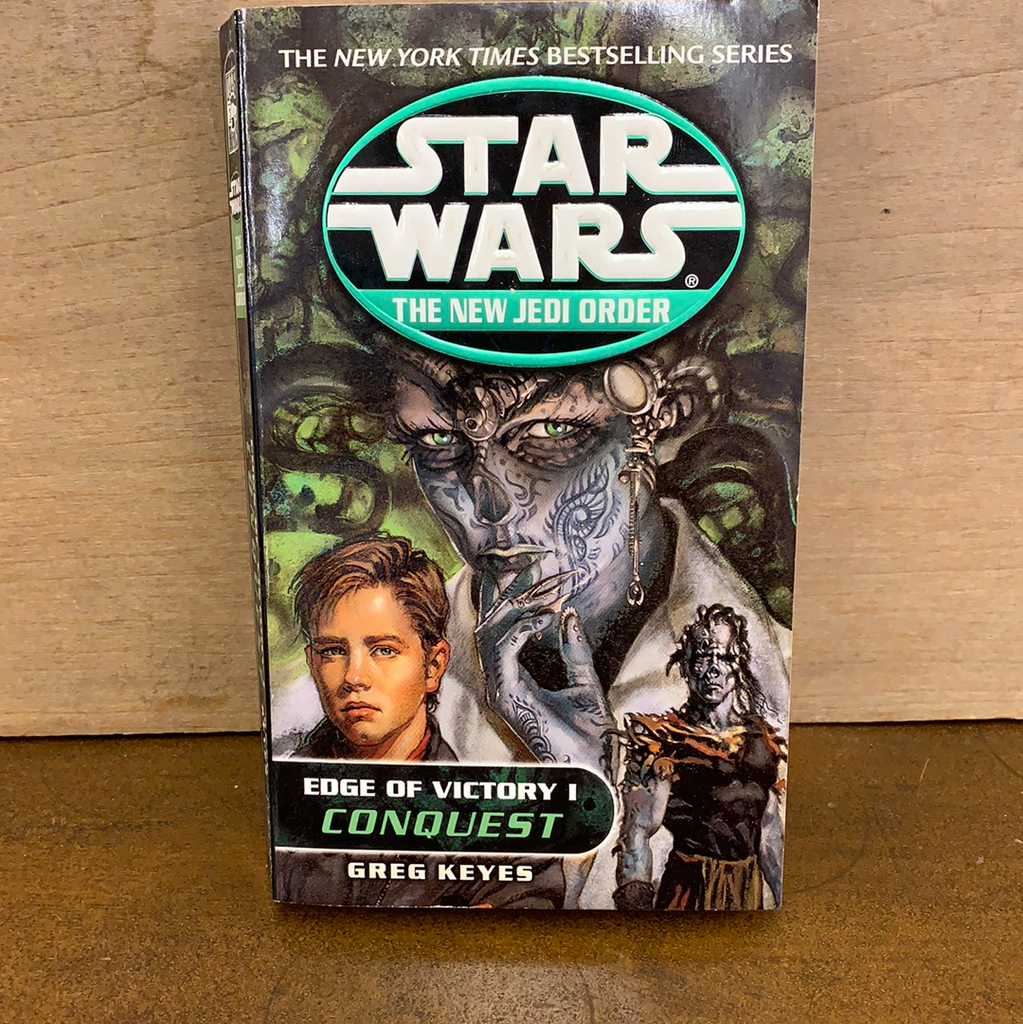 THE NEW YORK TIMES BESTSELLING SERIES
STAR
WARS®
THE NEW JEDI ORDER
EDGE OF VICTORY I
CONQUEST
GREG KEYES